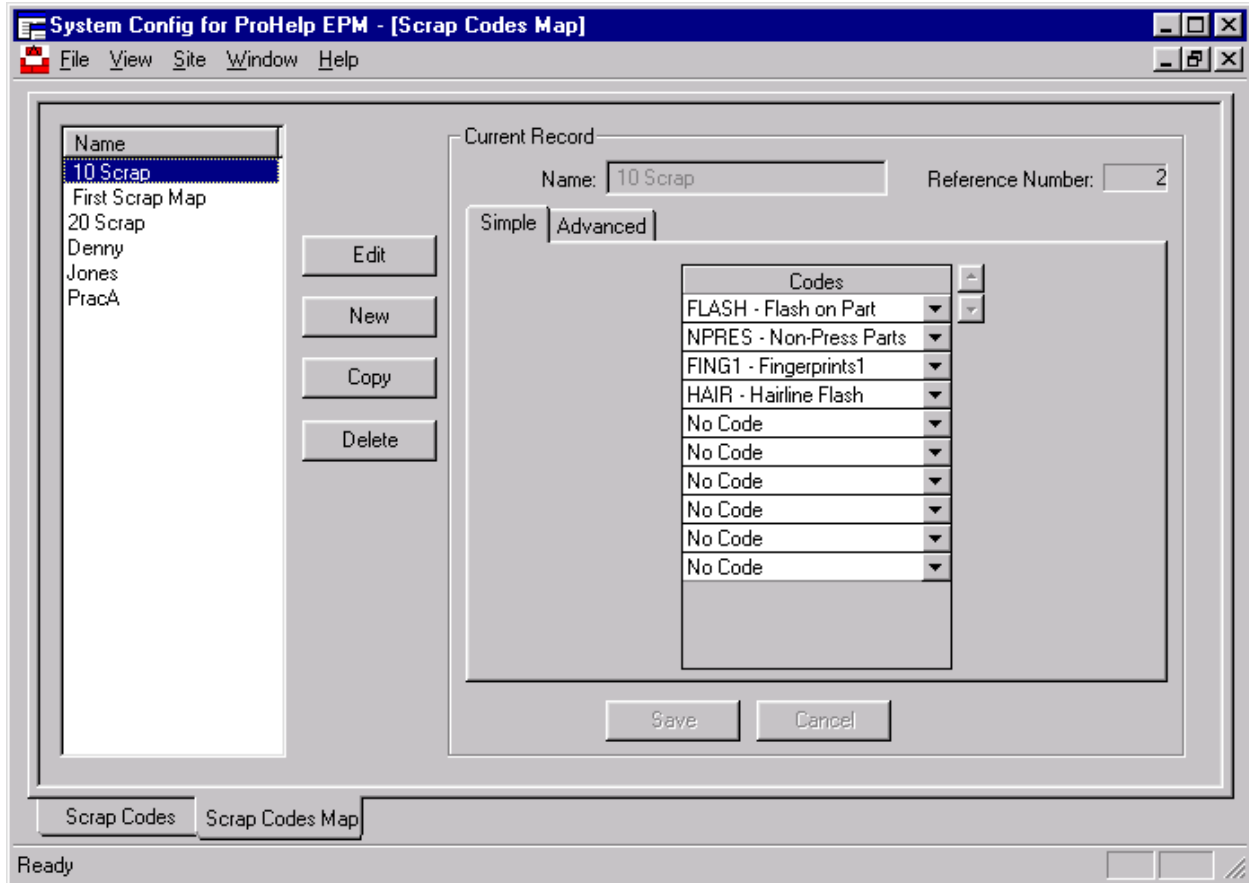 System Config for ProHelp EPM - [Scrap Codes Map]
File View Site Window Help
Name
10 Scrap
First Scrap Map
20 Scrap
Denny
Jones
PracA
Edit
New
Copy
Delete
Current Record
Name: 10 Scrap Reference Number: 2
Simple Advanced
Codes
FLASH - Flash on Part
NPRES - Non-Press Parts
FING1 - Fingerprints1
HAIR - Hairline Flash
No Code
No Code
No Code
No Code
No Code
No Code
Save Cancel
Scrap Codes Scrap Codes Map
Ready